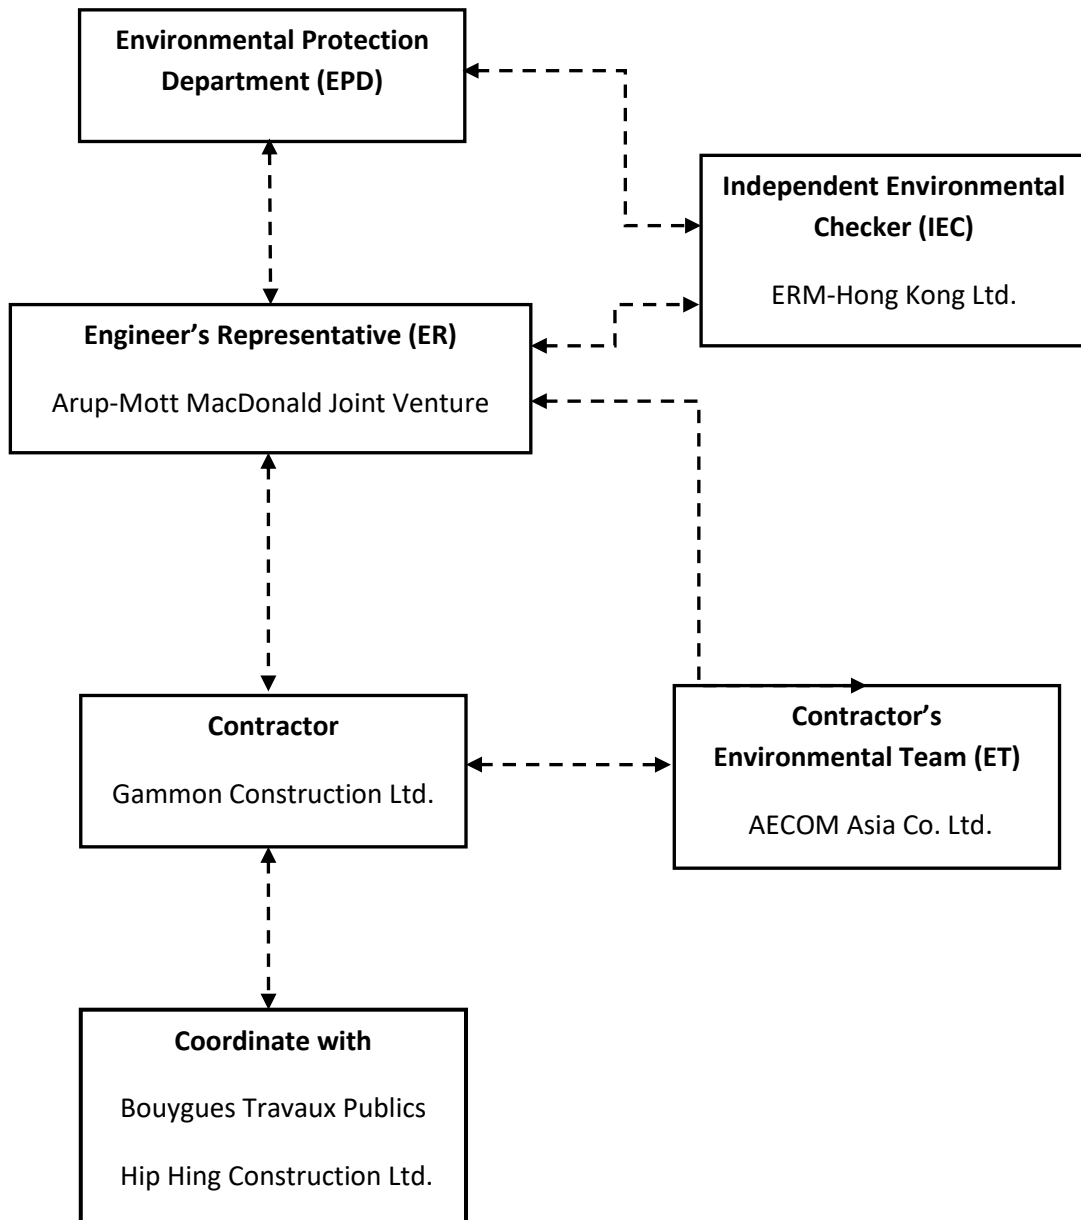 Environmental Protection
Department (EPD)
Independent Environmental
Checker (IEC)
ERM-Hong Kong Ltd.
Engineer’s Representative (ER)
Arup-Mott MacDonald Joint Venture
Contractor
Gammon Construction Ltd.
Contractor’s
Environmental Team (ET)
AECOM Asia Co. Ltd.
Coordinate with
Bouygues Travaux Publics
Hip Hing Construction Ltd.